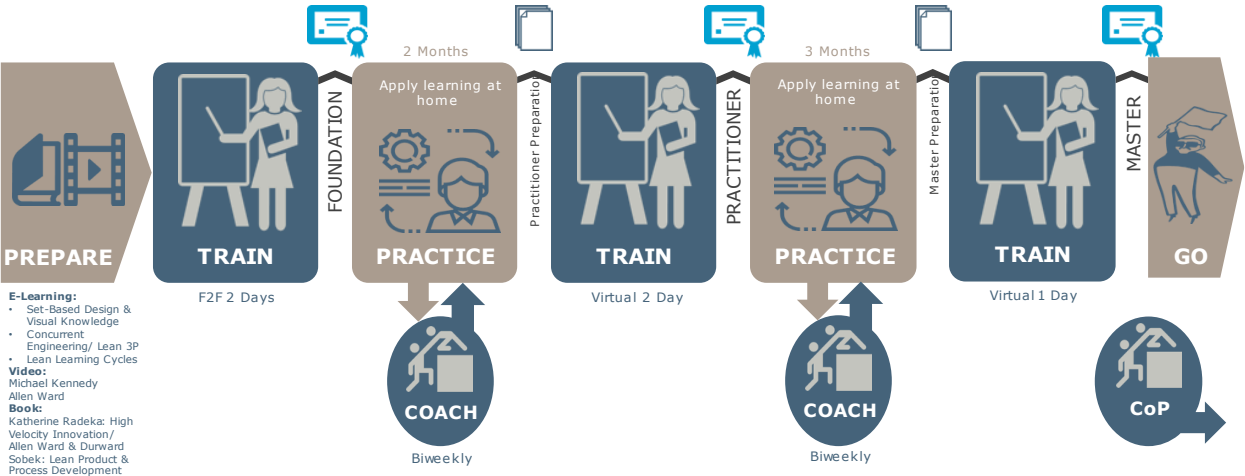 2 Months
3 Months
PREPARE
TRAIN
FOUNDATION
Apply learning at
home
PRACTICE
Practitioner Preparation
TRAIN
PRACTITIONER
Apply learning at
home
PRACTICE
Master Preparation
TRAIN
MASTER
GO
F2F 2 Days
Virtual 2 Day
Virtual 1 Day
E-Learning:
• Set-Based Design &
Visual Knowledge
• Concurrent
Engineering/ Lean 3P
• Lean Learning Cycles
Video:
Michael Kennedy
Allen Ward
Book:
Katherine Radeka: High
Velocity Innovation/
Allen Ward & Durward
Sobek: Lean Product &
Process Development
COACH
Biweekly
COACH
Biweekly
CoP